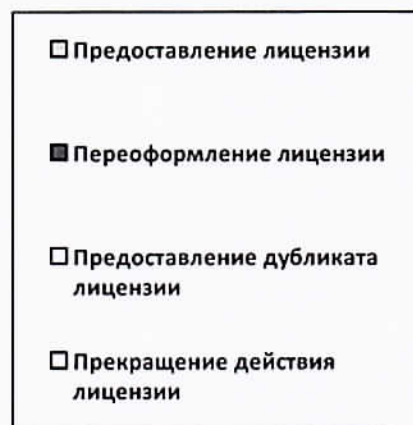 ☐ Предоставление лицензии
■ Переоформление лицензии
☐ Предоставление дубликата
лицензии
☐ Прекращение действия
лицензии